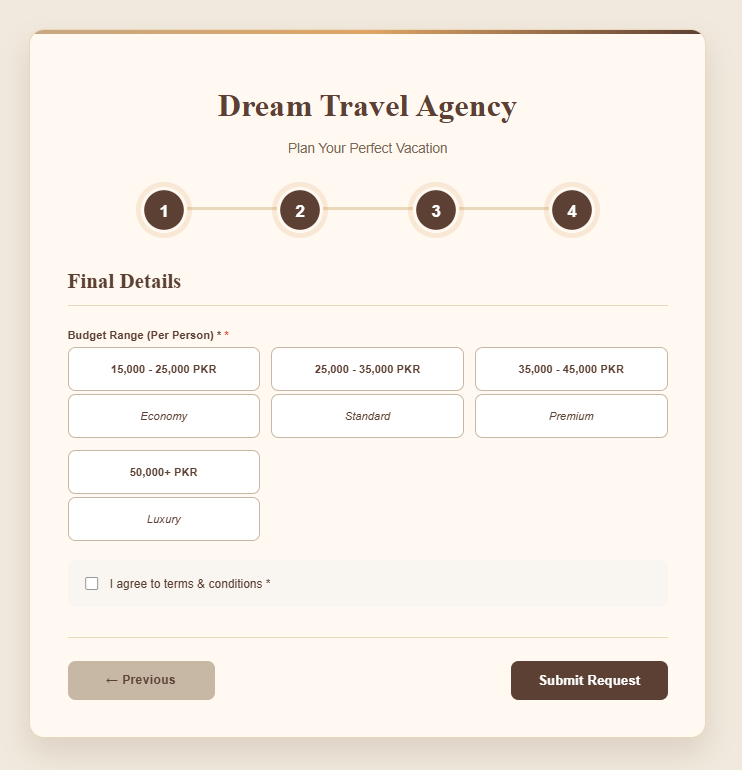 Dream Travel Agency
Plan Your Perfect Vacation
1 2 3 4
Final Details
Budget Range (Per Person) * *
15,000 - 25,000 PKR 25,000 - 35,000 PKR 35,000 - 45,000 PKR
Economy Standard Premium
50,000+ PKR
Luxury
I agree to terms & conditions *
← Previous Submit Request